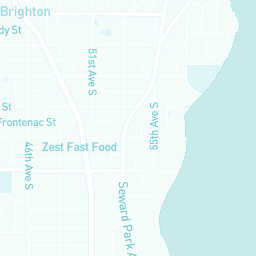 Brighton
dy St
51st Ave S
St
Frontenac St
55th Ave S
Zest Fast Food
46th Ave S
Seward Park A